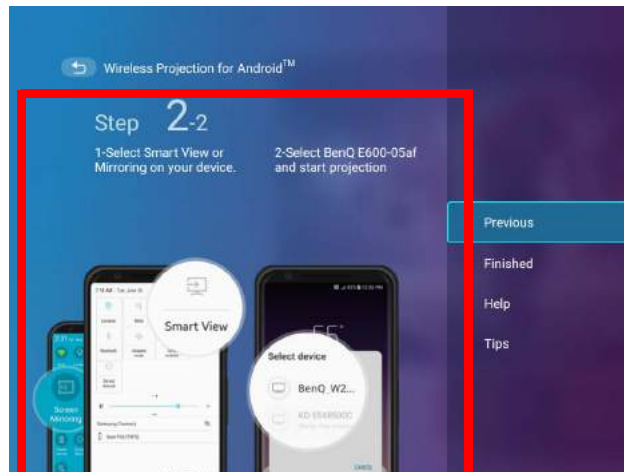 Wireless Projection for Android™
Step 2-2
1-Select Smart View or
Mirroring on your device.
2-Select BenQ E600-05af
and start projection
Previous
Finished
Help
Tips
Smart View
Screen
Mirroring
Select device
BenQ_W2...
CANCEL